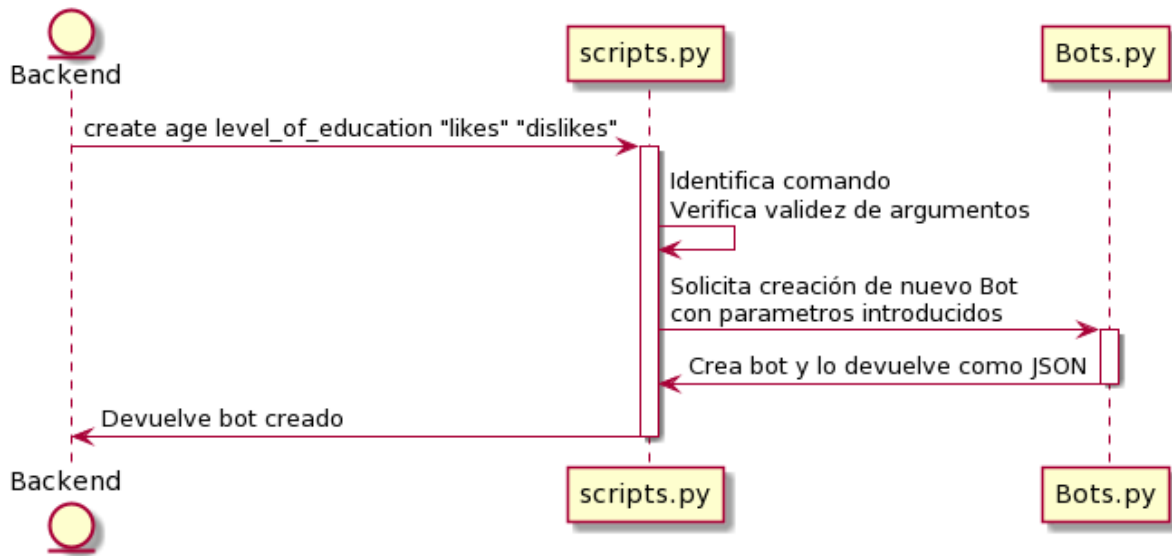 Backend
scripts.py
Bots.py
create age level_of_education "likes" "dislikes"
Identifica comando
Verifica validez de argumentos
Solicita creación de nuevo Bot
con parametros introducidos
Crea bot y lo devuelve como JSON
Devuelve bot creado
Backend
scripts.py
Bots.py